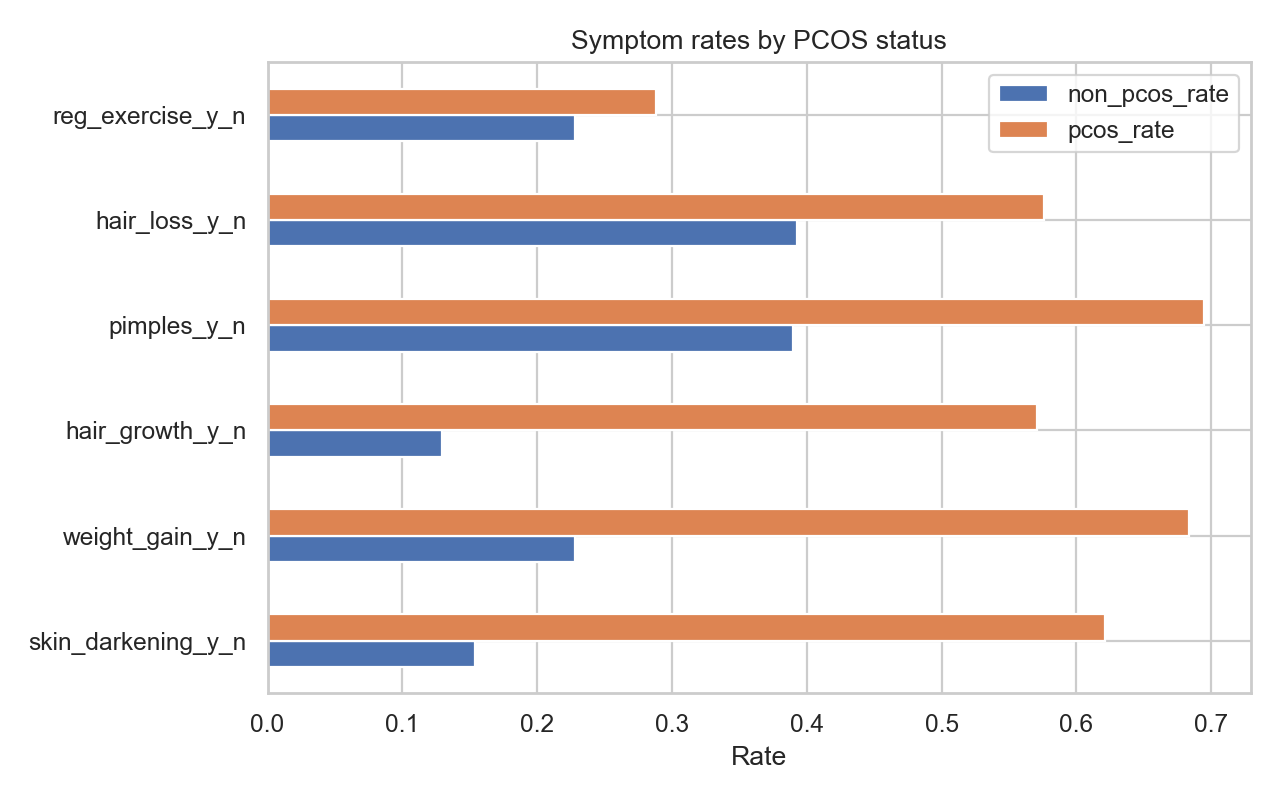 Symptom rates by PCOS status
non_pcos_rate
pcos_rate
reg_exercise_y_n
hair_loss_y_n
pimples_y_n
hair_growth_y_n
weight_gain_y_n
skin_darkening_y_n
0.0 0.1 0.2 0.3 0.4 0.5 0.6 0.7
Rate